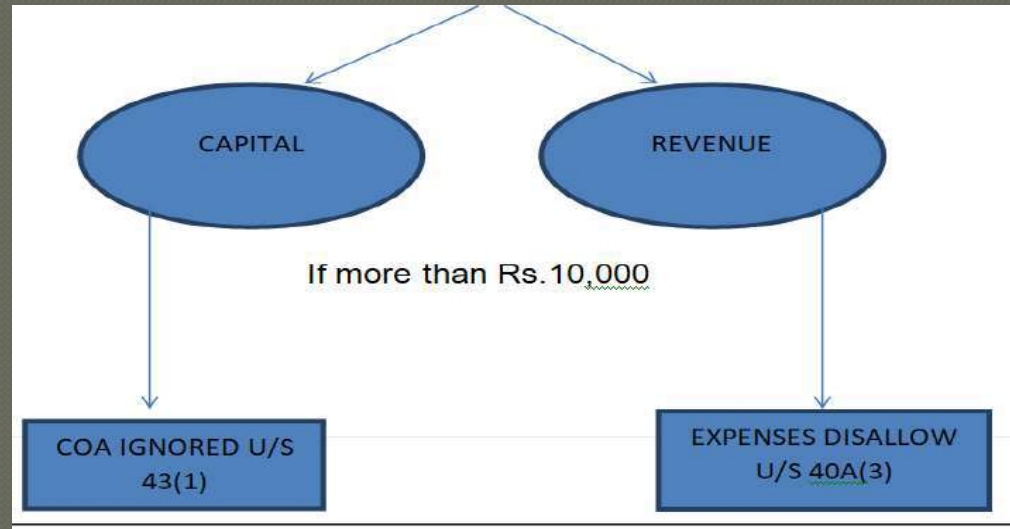 CAPITAL
REVENUE
If more than Rs.10,000
COA IGNORED U/S
43(1)
EXPENSES DISALLOW
U/S 40A(3)